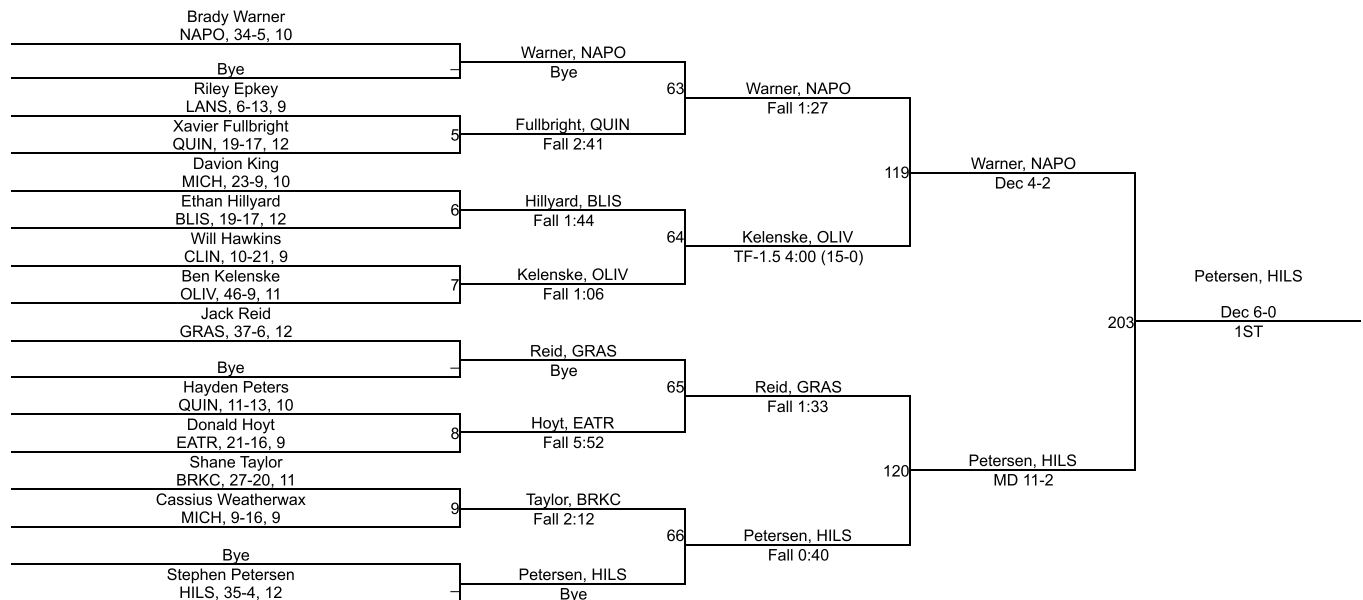 Brady Warner
NAPO, 34-5, 10
Bye
Riley Epkey
LANS, 6-13, 9
Xavier Fullbright
QUIN, 19-17, 12
Davion King
MICH, 23-9, 10
Ethan Hillyard
BLIS, 19-17, 12
Will Hawkins
CLIN, 10-21, 9
Ben Kelenske
OLIV, 46-9, 11
Jack Reid
GRAS, 37-6, 12
Bye
Hayden Peters
QUIN, 11-13, 10
Donald Hoyt
EATR, 21-16, 9
Shane Taylor
BRKC, 27-20, 11
Cassius Weatherwax
MICH, 9-16, 9
Bye
Stephen Petersen
HILS, 35-4, 12
–
5
6
7
–
8
9
–
Warner, NAPO
Bye
Fullbright, QUIN
Fall 2:41
Hillyard, BLIS
Fall 1:44
Kelenske, OLIV
Fall 1:06
Reid, GRAS
Bye
Hoyt, EATR
Fall 5:52
Taylor, BRKC
Fall 2:12
Petersen, HILS
Bye
63
64
65
66
Warner, NAPO
Fall 1:27
Kelenske, OLIV
TF-1.5 4:00 (15-0)
Reid, GRAS
Fall 1:33
Petersen, HILS
Fall 0:40
119
120
Warner, NAPO
Dec 4-2
Petersen, HILS
MD 11-2
203
Petersen, HILS
Dec 6-0
1ST